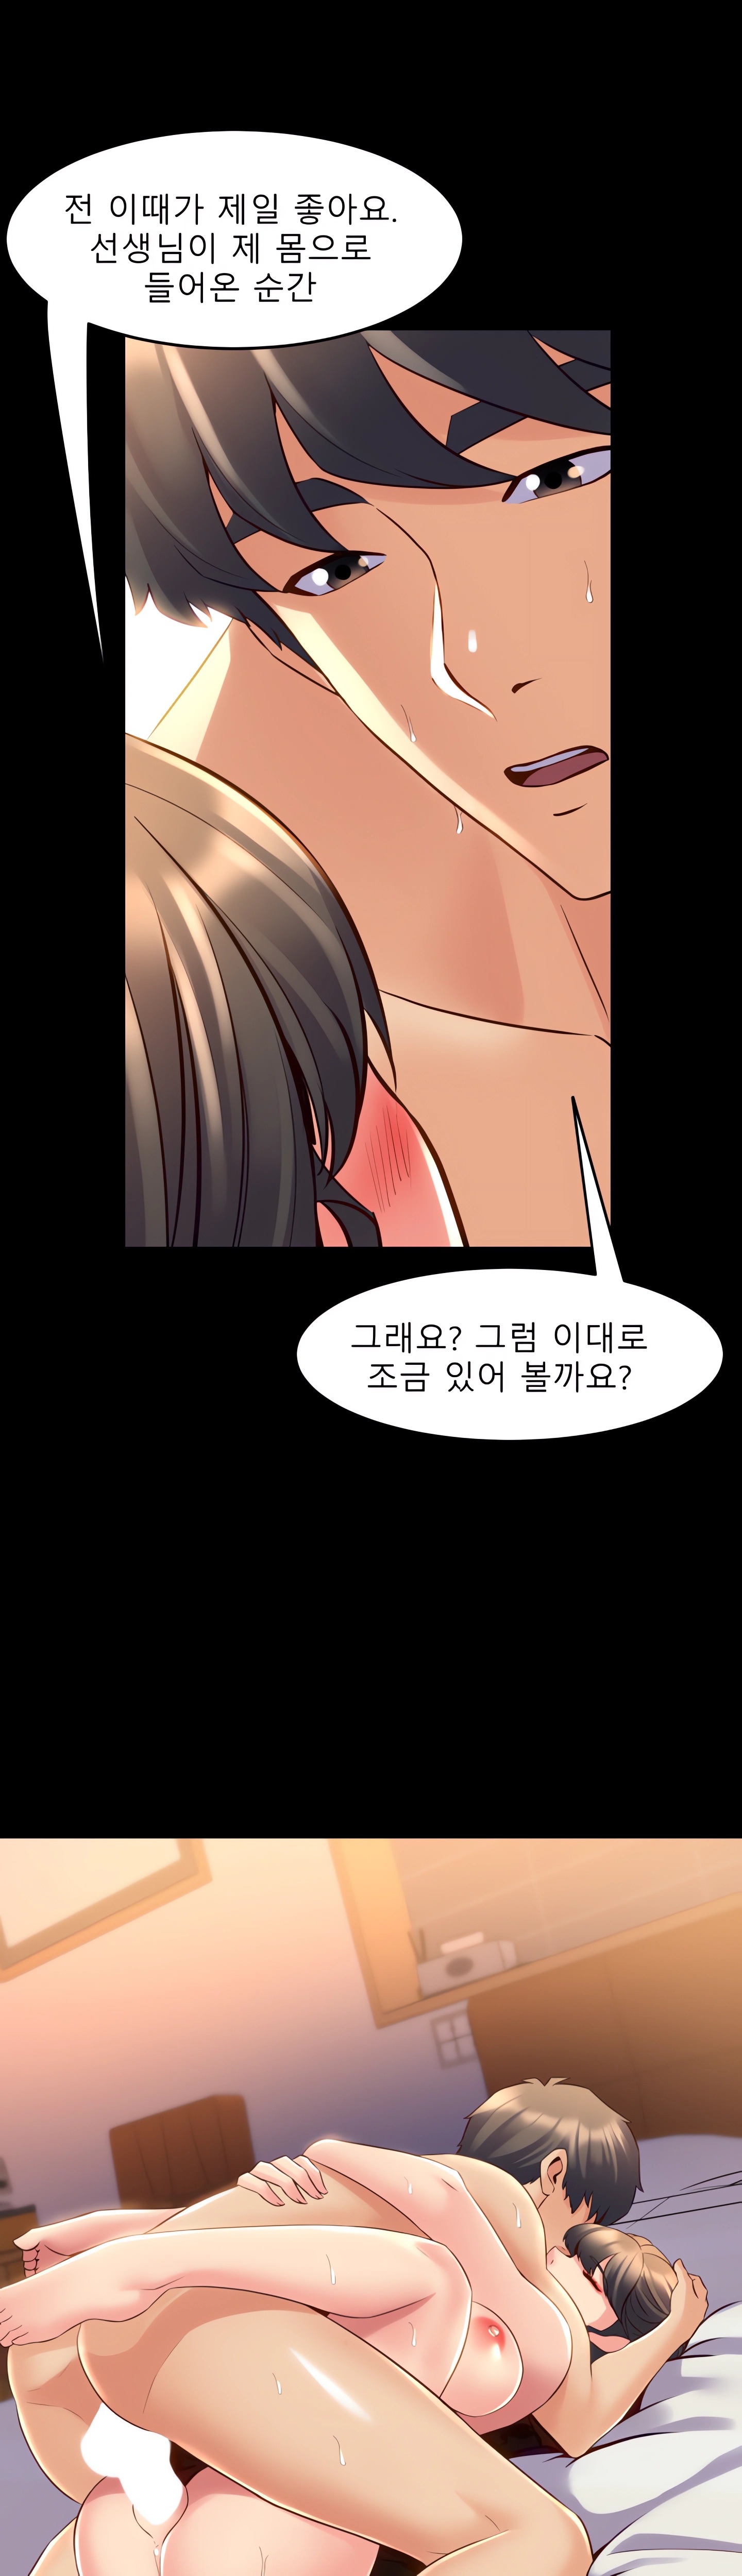 전 이때가 제일 좋아요.
선생님이 제 몸으로
들어온 순간
그래요? 그럼 이대로
조금 있어 볼까요?